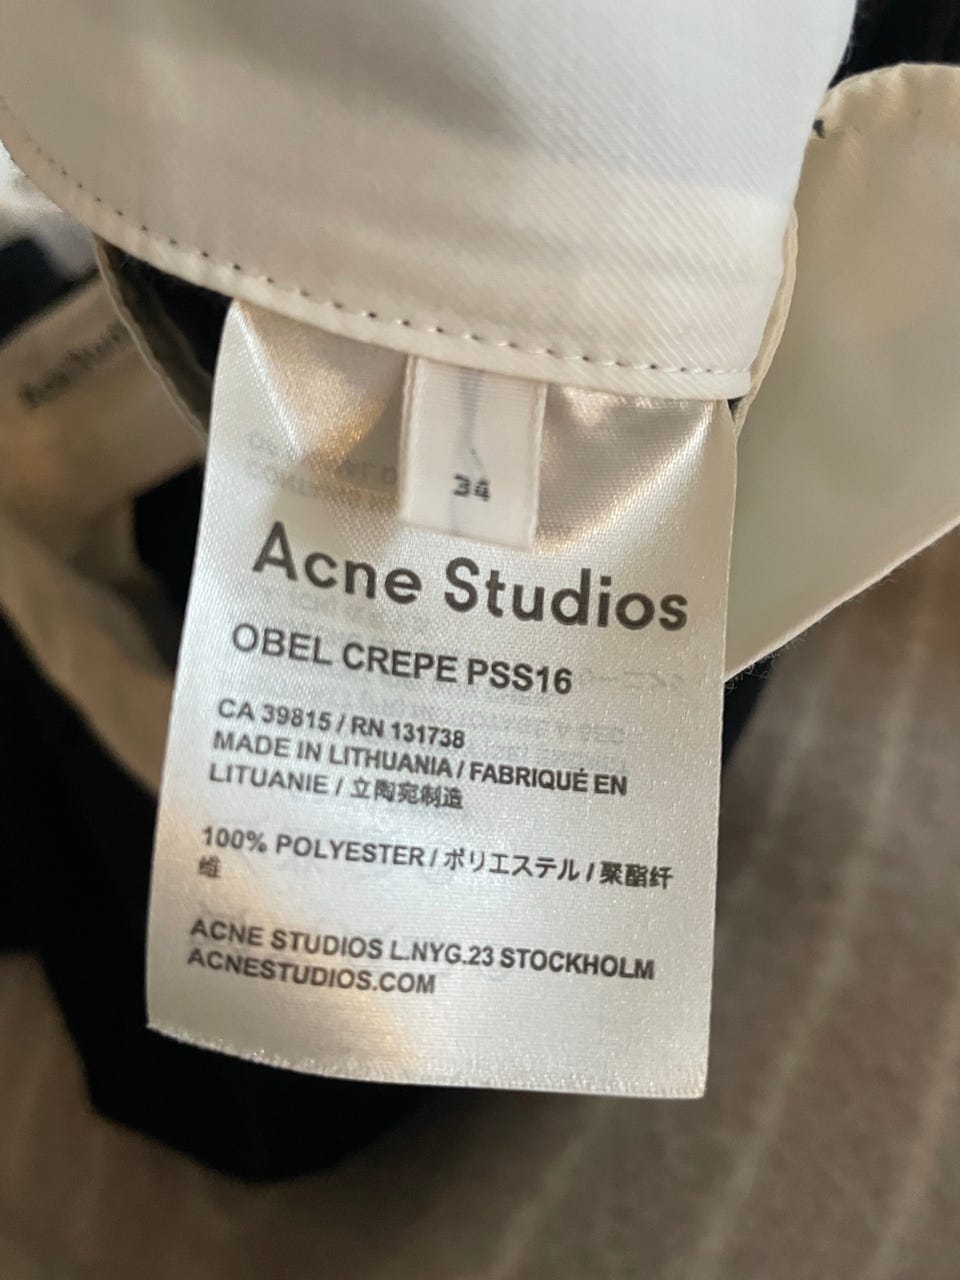 34
Acne Studios
OBEL CREPE PSS16
CA 39815 / RN 131738
MADE IN LITHUANIA / FABRIQUÉ EN
LITUANIE / 立陶宛制造
100% POLYESTER / ポリエステル / 聚酯纤
维
ACNE STUDIOS L.NYG.23 STOCKHOLM
ACNESTUDIOS.COM